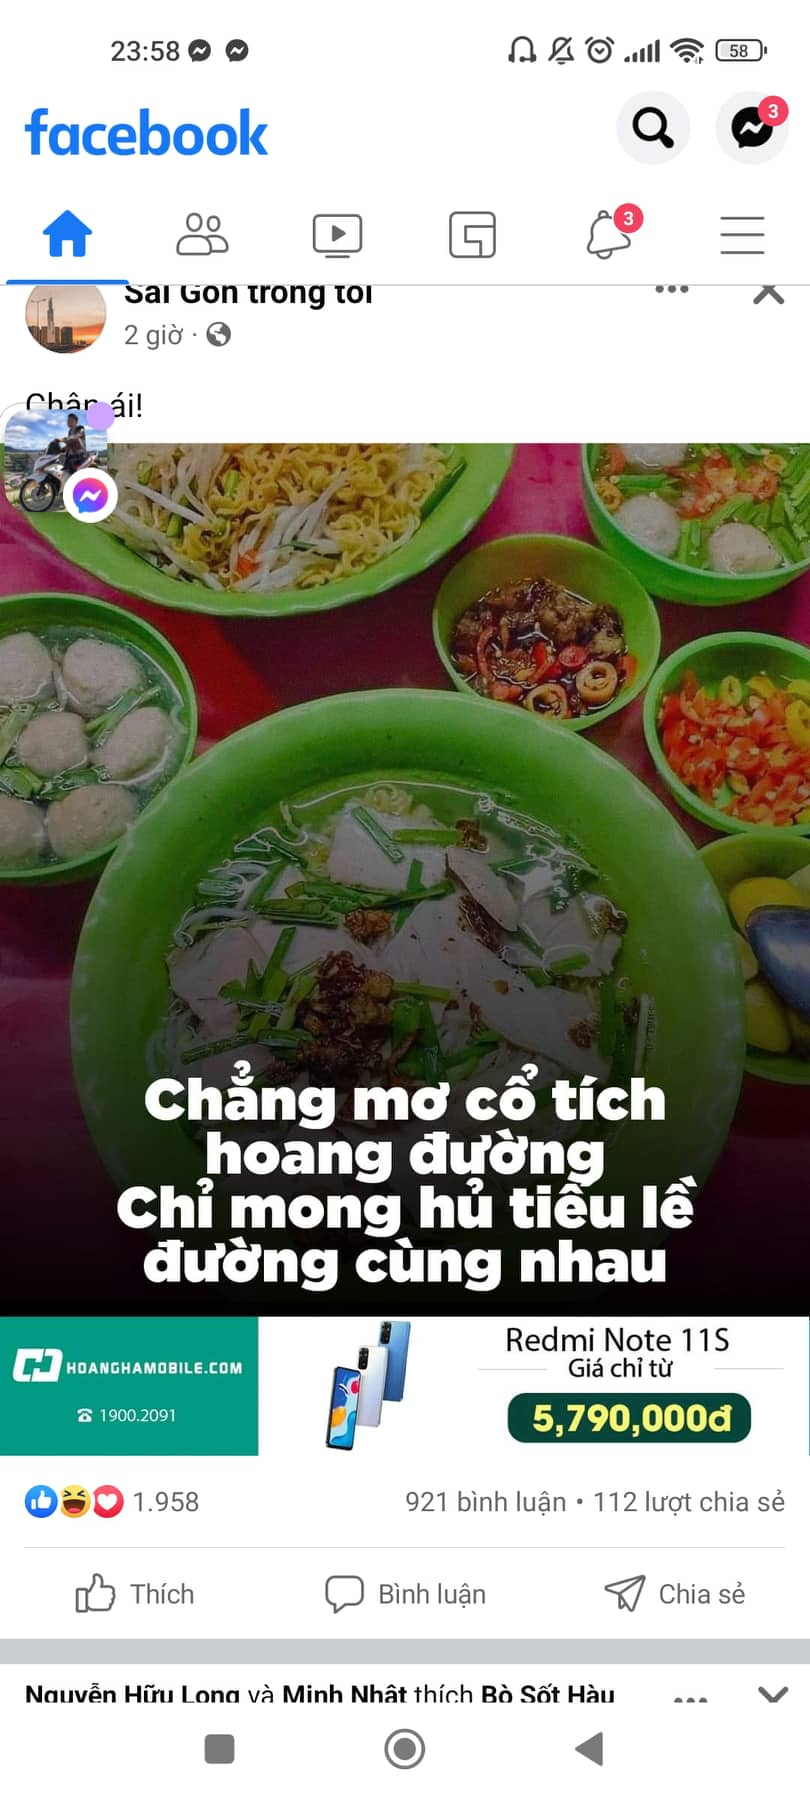 23:58
58
facebook
3
3
Sài Gòn trong tôi
2 giờ ·
Chân ái!
Chẳng mơ cổ tích
hoang đường
Chỉ mong hủ tiếu lề
đường cùng nhau
HOANGHAMOBILE.COM
1900.2091
Redmi Note 11S
Giá chỉ từ
5,790,000đ
1.958
921 bình luận • 112 lượt chia sẻ
Thích
Bình luận
Chia sẻ
Nguyễn Hữu Long và Minh Nhật thích Bò Sốt Hàu